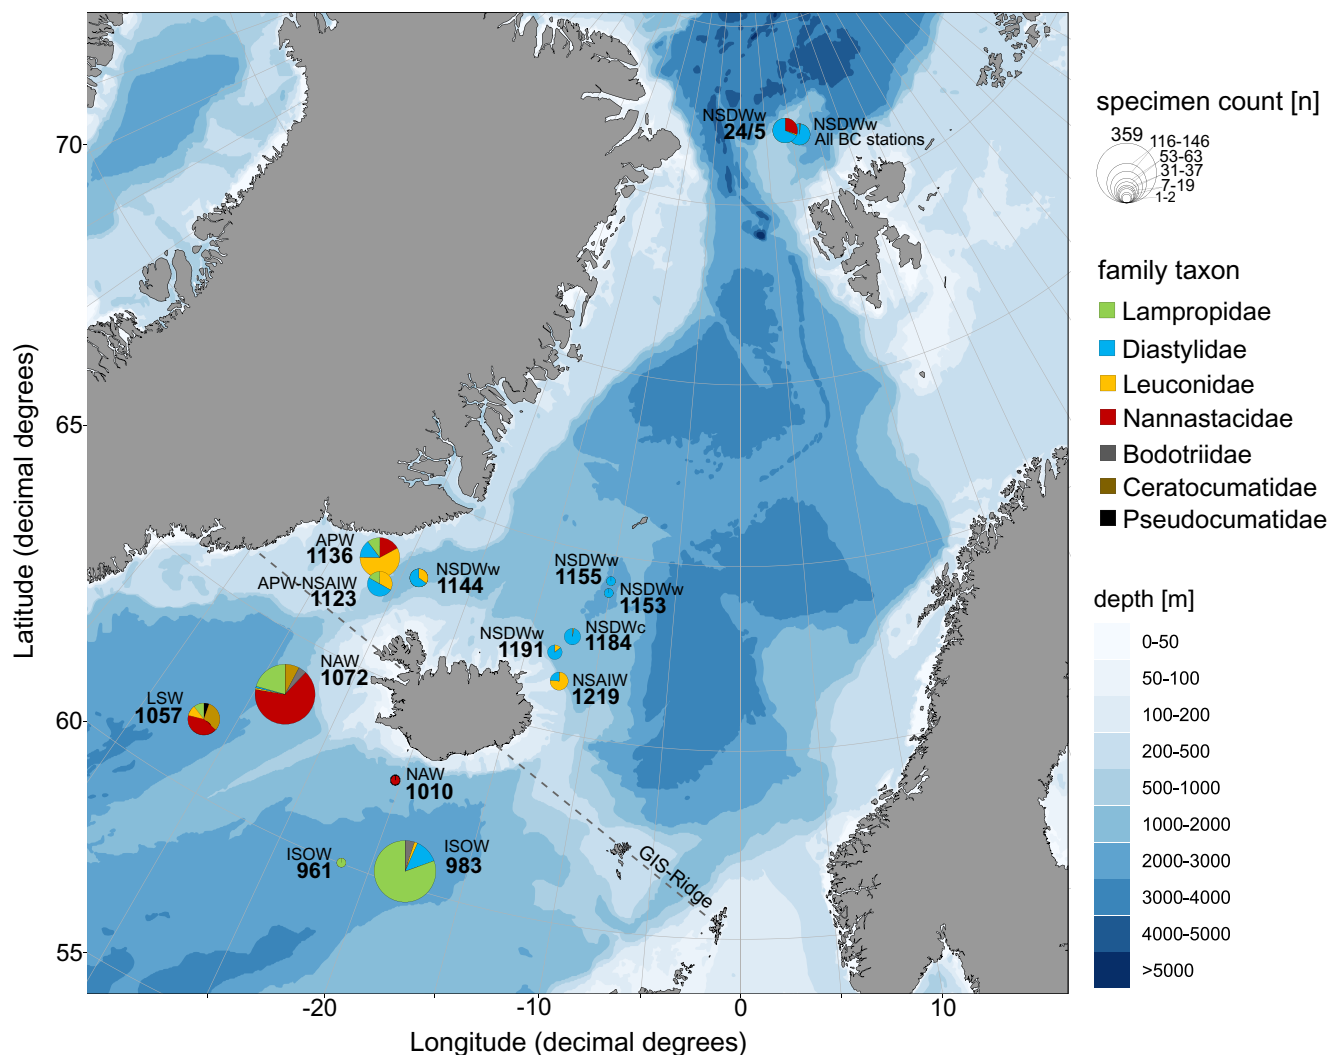 NSDWw
24/5
NSDWw
All BC stations
APW
1136
APW-NSAIW
1123
NSDWw
1144
NSDWw
1155
NSDWw
1153
NSDWc
1184
NSDWw
1191
NSAIW
1219
NAW
1072
LSW
1057
NAW
1010
ISOW
961
ISOW
983
GIS-Ridge
70
65
60
55
Latitude (decimal degrees)
-20
-10
0
10
Longitude (decimal degrees)
specimen count [n]
359
116-146
53-63
31-37
7-19
1-2
family taxon
Lampropidae
Diastylidae
Leuconidae
Nannastacidae
Bodotriidae
Ceratocumatidae
Pseudocumatidae
depth [m]
0-50
50-100
100-200
200-500
500-1000
1000-2000
2000-3000
3000-4000
4000-5000
>5000